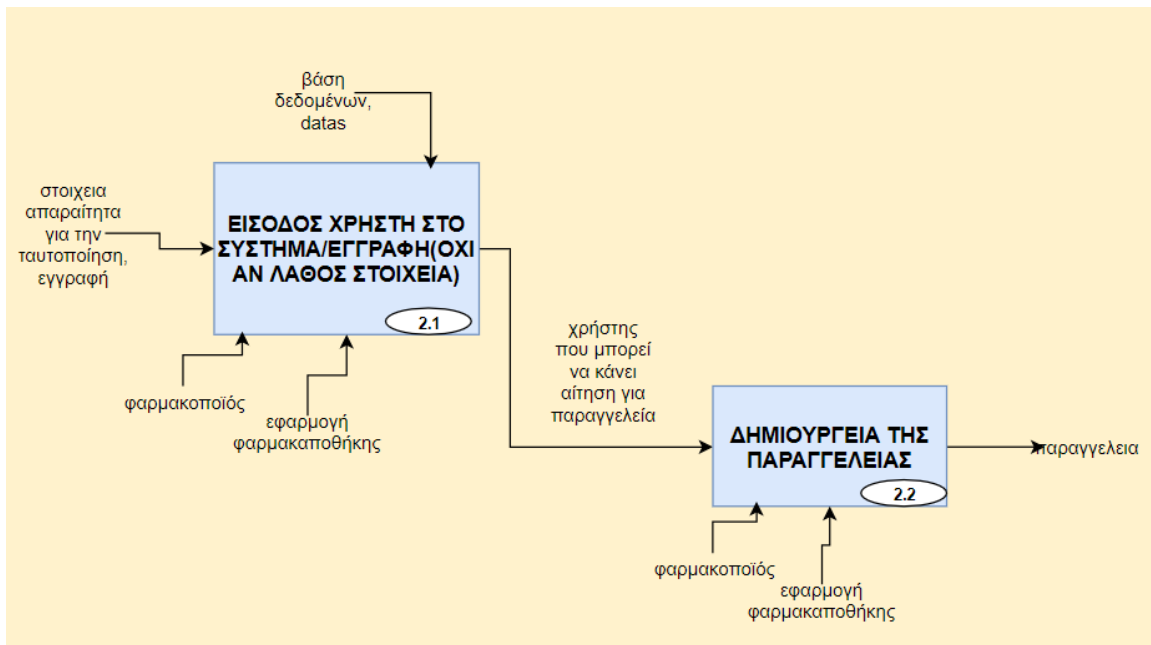 βάση
δεδομένων,
datas
στοιχεια
απαραίτητα
για την
ταυτοποίηση,
εγγραφή
ΕΙΣΟΔΟΣ ΧΡΗΣΤΗ ΣΤΟ
ΣΥΣΤΗΜΑ/ΕΓΓΡΑΦΗ(ΟΧΙ
ΑΝ ΛΑΘΟΣ ΣΤΟΙΧΕΙΑ)
2.1
φαρμακοποϊός
εφαρμογή
φαρμακαποθήκης
χρήστης
που μπορεί
να κάνει
αίτηση για
παραγγελεία
ΔΗΜΙΟΥΡΓΕΙΑ ΤΗΣ
ΠΑΡΑΓΓΕΛΕΙΑΣ
2.2
παραγγελεια
φαρμακοποϊός
εφαρμογή
φαρμακαποθήκης